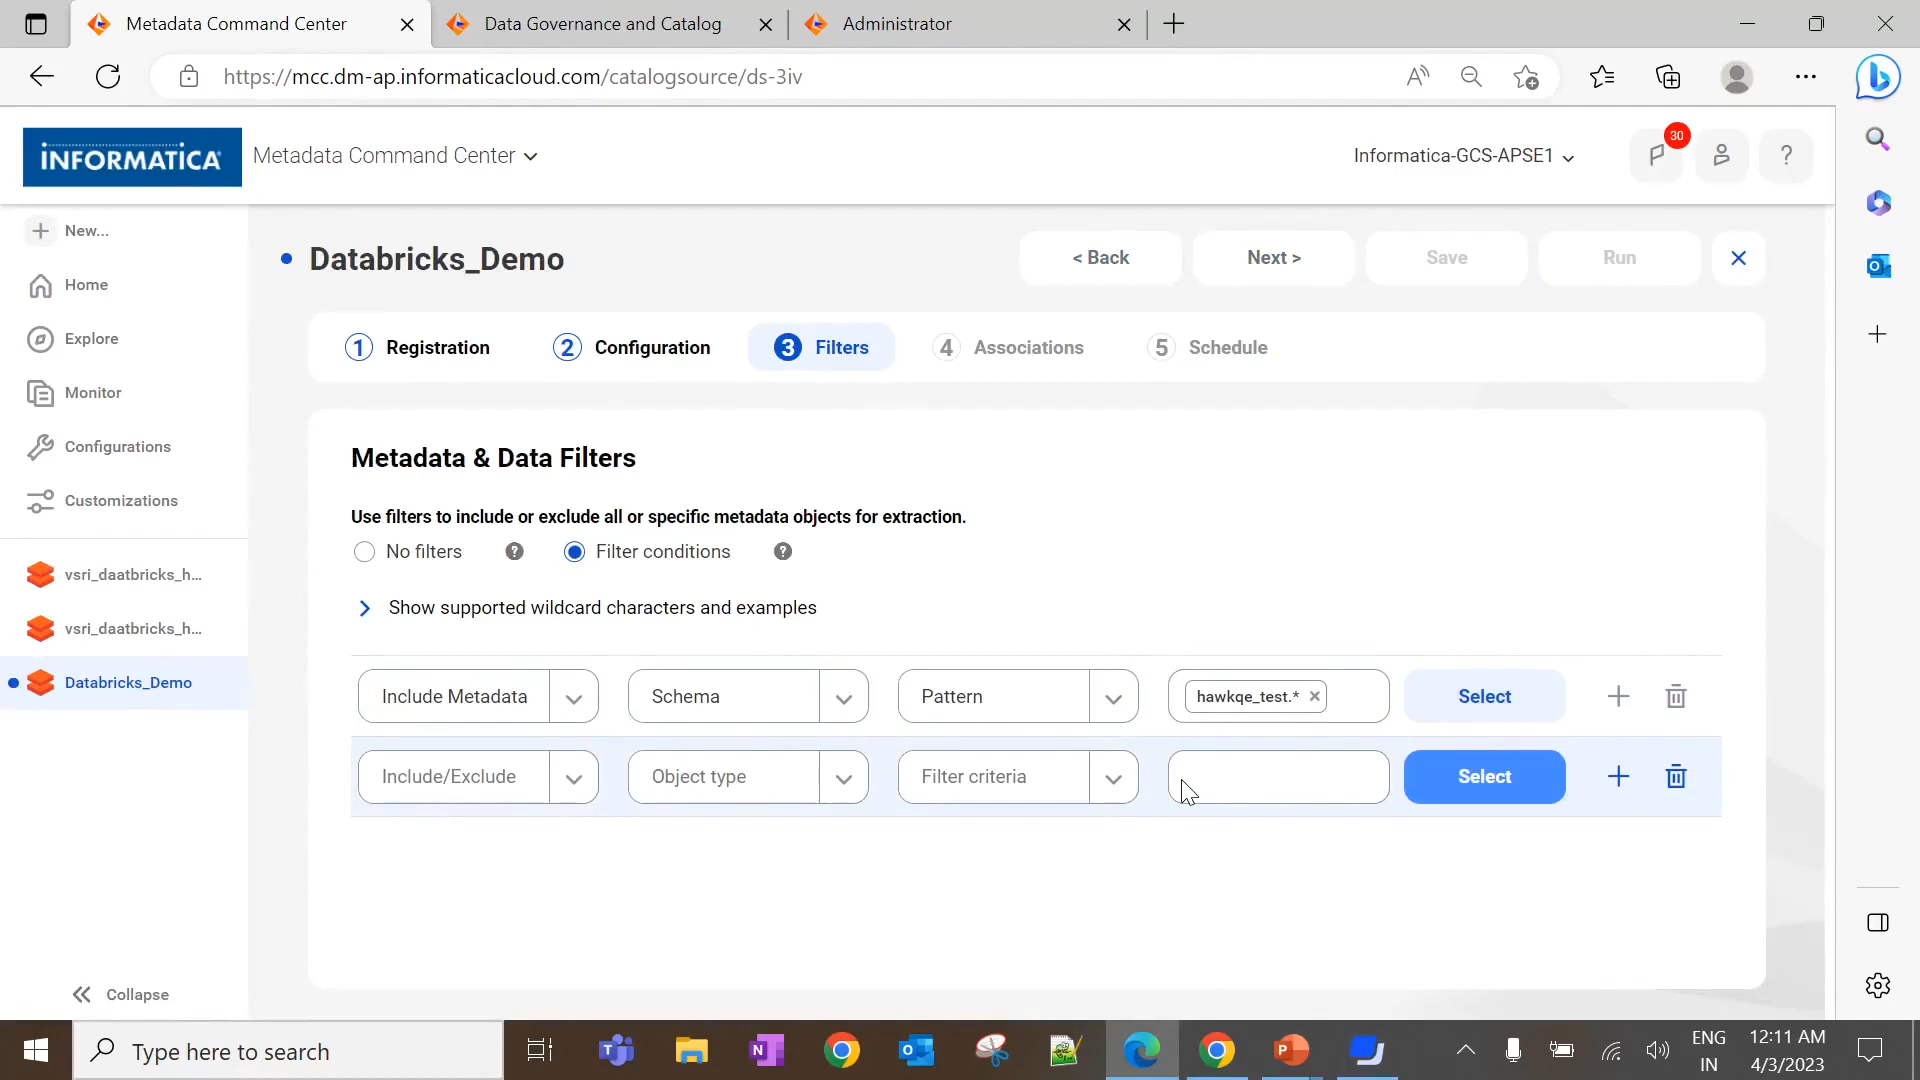 Metadata Command Center
Data Governance and Catalog
Administrator
https://mcc.dm-ap.informaticacloud.com/catalogsource/ds-3iv
INFORMATICA
Metadata Command Center
Informatica-GCS-APSE1
30
?
New...
Home
Explore
Monitor
Configurations
Customizations
vsri_daatbricks_h...
vsri_daatbricks_h...
Databricks_Demo
Collapse
Databricks_Demo
< Back
Next >
Save
Run
1 Registration
2 Configuration
3 Filters
4 Associations
5 Schedule
Metadata & Data Filters
Use filters to include or exclude all or specific metadata objects for extraction.
No filters ?
Filter conditions ?
Show supported wildcard characters and examples
Include Metadata
Schema
Pattern
hawkqe_test.*
Select
Include/Exclude
Object type
Filter criteria
Select
Type here to search
ENG
IN
12:11 AM
4/3/2023